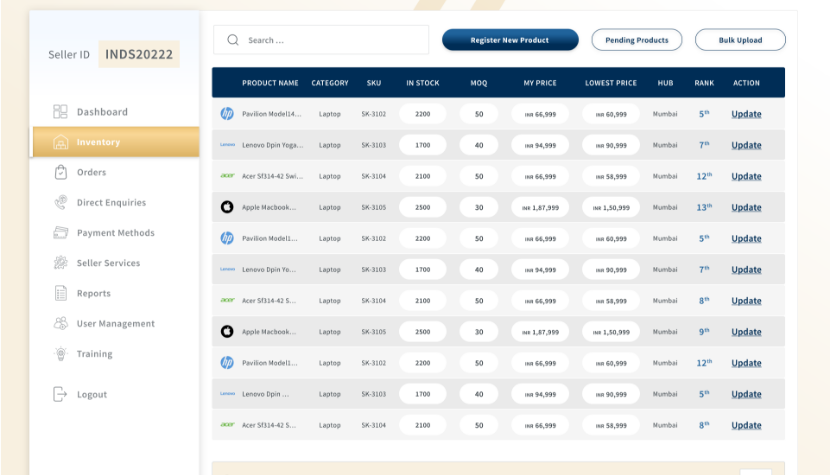 Seller ID INDS20222
Dashboard
Inventory
Orders
Direct Enquiries
Payment Methods
Seller Services
Reports
User Management
Training
Logout
Search ...
Register New Product
Pending Products
Bulk Upload
PRODUCT NAME CATEGORY SKU IN STOCK MOQ MY PRICE LOWEST PRICE HUB RANK ACTION
hp Pavilion Model14... Laptop SK-3102 2200 50 INR 66,999 INR 60,999 Mumbai 5th Update
Lenovo Lenovo Dpin Yoga... Laptop SK-3103 1700 40 INR 94,999 INR 90,999 Mumbai 7th Update
acer Acer Sf314-42 Swi... Laptop SK-3104 2100 50 INR 66,999 INR 58,999 Mumbai 12th Update
Apple Macbook... Laptop SK-3105 2500 30 INR 1,87,999 INR 1,50,999 Mumbai 13th Update
hp Pavilion Model1... Laptop SK-3102 2200 50 INR 66,999 INR 60,999 Mumbai 5th Update
Lenovo Lenovo Dpin Yo... Laptop SK-3103 1700 40 INR 94,999 INR 90,999 Mumbai 7th Update
acer Acer Sf314-42 S... Laptop SK-3104 2100 50 INR 66,999 INR 58,999 Mumbai 8th Update
Apple Macbook... Laptop SK-3105 2500 30 INR 1,87,999 INR 1,50,999 Mumbai 9th Update
hp Pavilion Model1... Laptop SK-3102 2200 50 INR 66,999 INR 60,999 Mumbai 12th Update
Lenovo Lenovo Dpin ... Laptop SK-3103 1700 40 INR 94,999 INR 90,999 Mumbai 5th Update
acer Acer Sf314-42 S... Laptop SK-3104 2100 50 INR 66,999 INR 58,999 Mumbai 8th Update